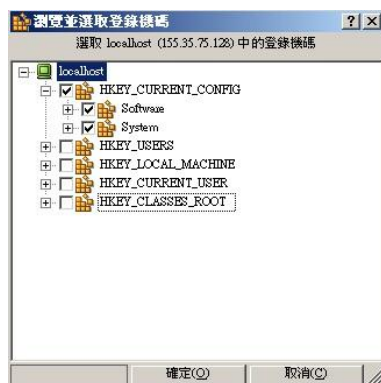 瀏覽並選取登錄機碼
選取 localhost (155.35.75.128) 中的登錄機碼
localhost
HKEY_CURRENT_CONFIG
Software
System
HKEY_USERS
HKEY_LOCAL_MACHINE
HKEY_CURRENT_USER
HKEY_CLASSES_ROOT
確定(O) 取消(C)